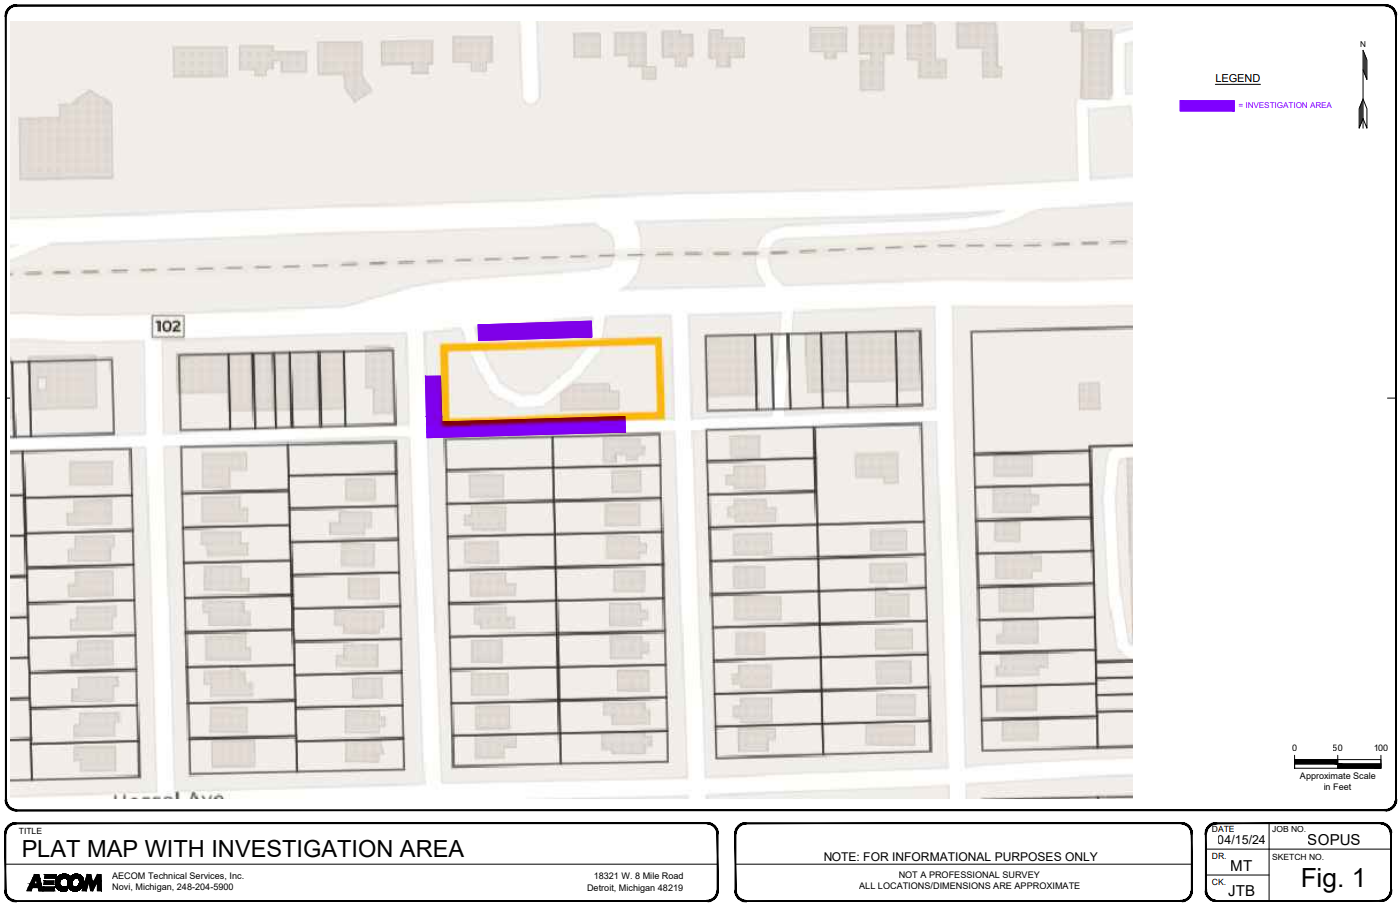 N
LEGEND
= INVESTIGATION AREA
102
0 50 100
Approximate Scale
in Feet
TITLE
PLAT MAP WITH INVESTIGATION AREA
AECOM
AECOM Technical Services, Inc.
Novi, Michigan, 248-204-5900
18321 W. 8 Mile Road
Detroit, Michigan 48219
NOTE: FOR INFORMATIONAL PURPOSES ONLY
NOT A PROFESSIONAL SURVEY
ALL LOCATIONS/DIMENSIONS ARE APPROXIMATE
DATE
04/15/24
JOB NO.
SOPUS
DR.
MT
SKETCH NO.
Fig. 1
CK.
JTB